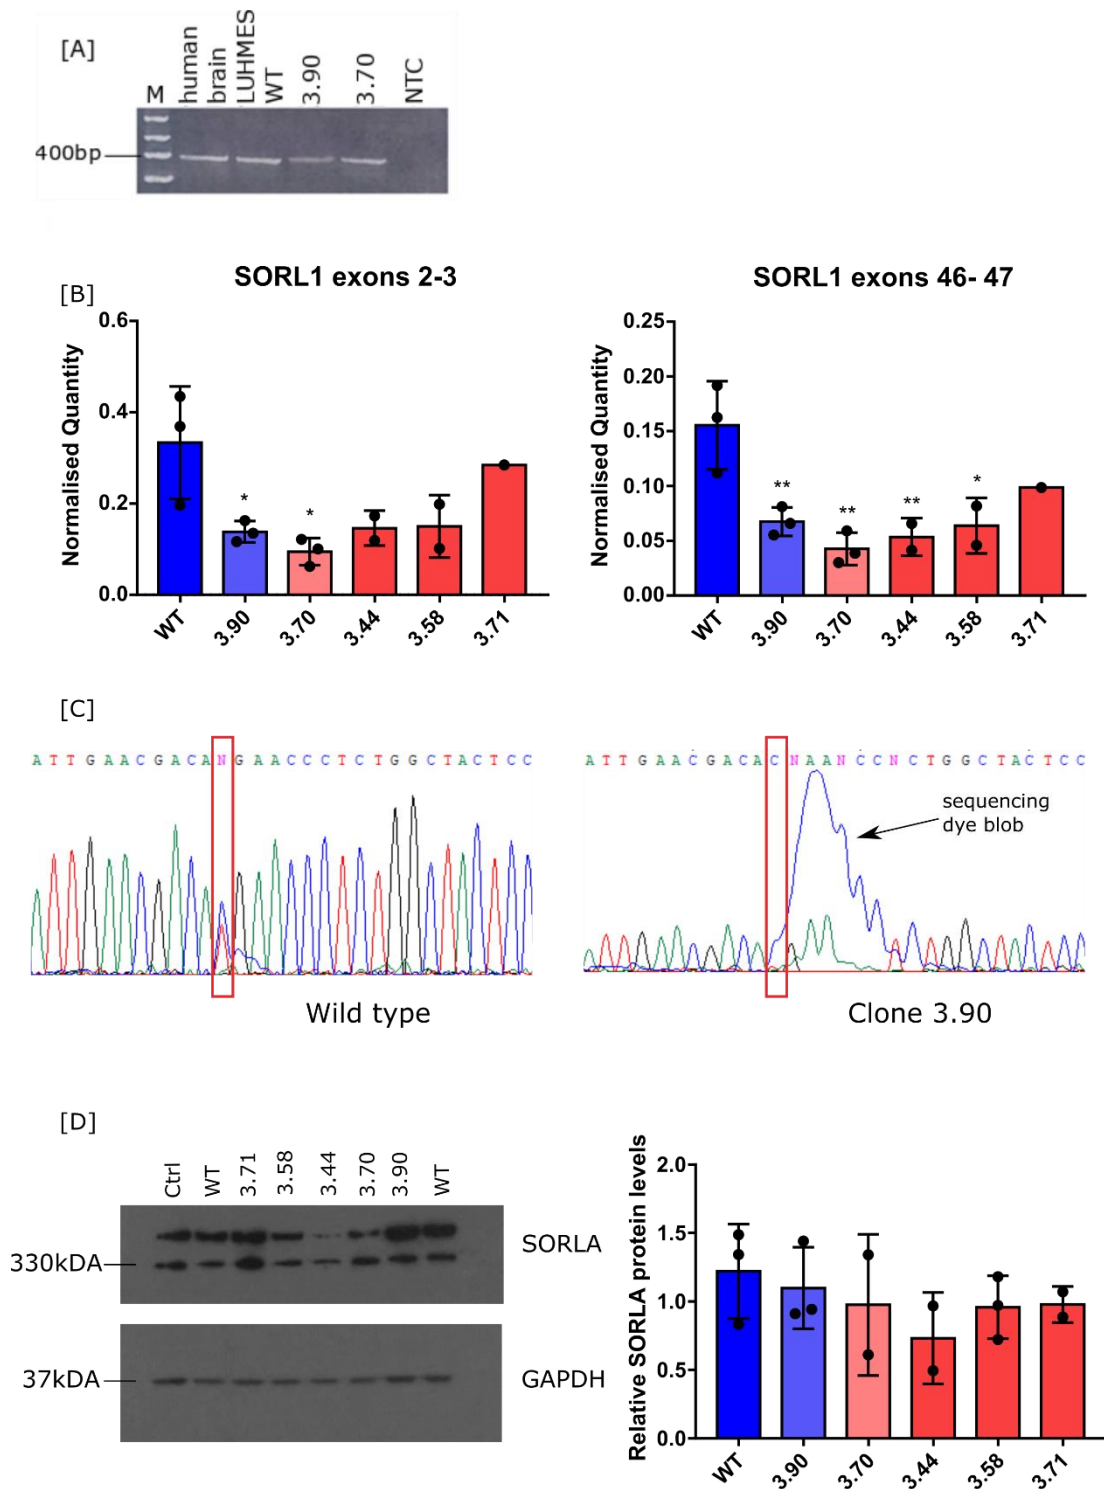 [A]
M
human brain
LUHMES WT
3.90
3.70
NTC
400bp
[B]
SORL1 exons 2-3
Normalised Quantity
0.6
0.4
0.2
0.0
WT
3.90
3.70
3.44
3.58
3.71
*
*
SORL1 exons 46- 47
Normalised Quantity
0.25
0.20
0.15
0.10
0.05
0.00
WT
3.90
3.70
3.44
3.58
3.71
**
**
**
*
[C]
A T T G A A C G A C A N G A A C C C T C T G G C T A C T C C
Wild type
A T T G A A C G A C A C N A A N C C N C T G G C T A C T C C
sequencing
dye blob
Clone 3.90
[D]
Ctrl
WT
3.71
3.58
3.44
3.70
3.90
WT
330kDA
SORLA
37kDA
GAPDH
Relative SORLA protein levels
2.0
1.5
1.0
0.5
0.0
WT
3.90
3.70
3.44
3.58
3.71